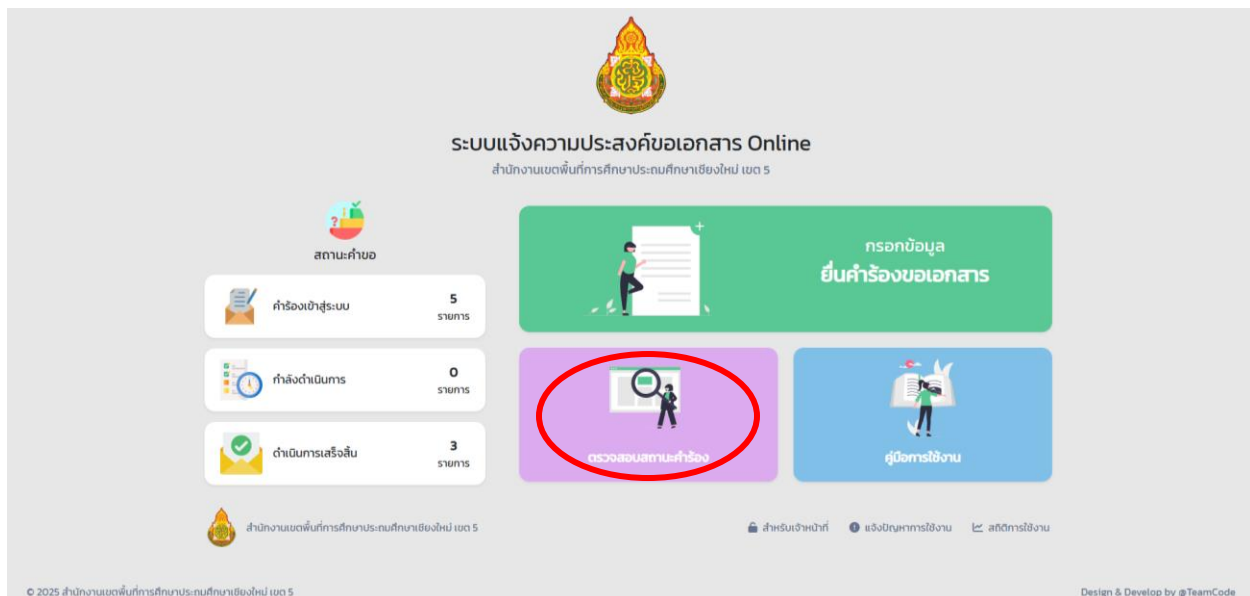 ระบบแจ้งความประสงค์ขอเอกสาร Online
สำนักงานเขตพื้นที่การศึกษาประถมศึกษาเชียงใหม่ เขต 5
สถานะคำขอ
คำร้องเข้าสู่ระบบ
5
รายการ
กำลังดำเนินการ
0
รายการ
ดำเนินการเสร็จสิ้น
3
รายการ
กรอกข้อมูล
ยื่นคำร้องขอเอกสาร
ตรวจสอบสถานะคำร้อง
คู่มือการใช้งาน
สำนักงานเขตพื้นที่การศึกษาประถมศึกษาเชียงใหม่ เขต 5
สำหรับเจ้าหน้าที่ แจ้งปัญหาการใช้งาน สถิติการใช้งาน
© 2025 สำนักงานเขตพื้นที่การศึกษาประถมศึกษาเชียงใหม่ เขต 5
Design & Develop by @TeamCode